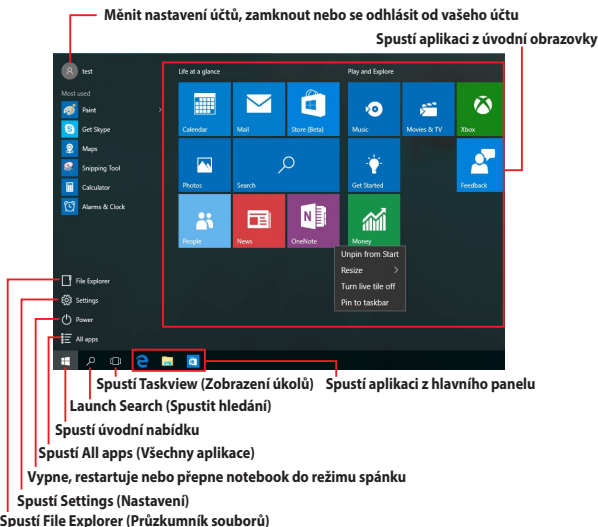 Měnit nastavení účtů, zamknout nebo se odhlásit od vašeho účtu
Spustí aplikaci z úvodní obrazovky
test
Life at a glance
Play and Explore
Most used
Paint
Get Skype
Maps
Snipping Tool
Calculator
Alarms & Clock
Calendar
Mail
Store (Beta)
Music
Movies & TV
Xbox
Photos
Search
Get Started
Feedback
People
News
OneNote
Money
Unpin from Start
Resize
Turn live tile off
Pin to taskbar
File Explorer
Settings
Power
All apps
Spustí Taskview (Zobrazení úkolů)
Spustí aplikaci z hlavního panelu
Launch Search (Spustit hledání)
Spustí úvodní nabídku
Spustí All apps (Všechny aplikace)
Vypne, restartuje nebo přepne notebook do režimu spánku
Spustí Settings (Nastavení)
Spustí File Explorer (Průzkumník souborů)